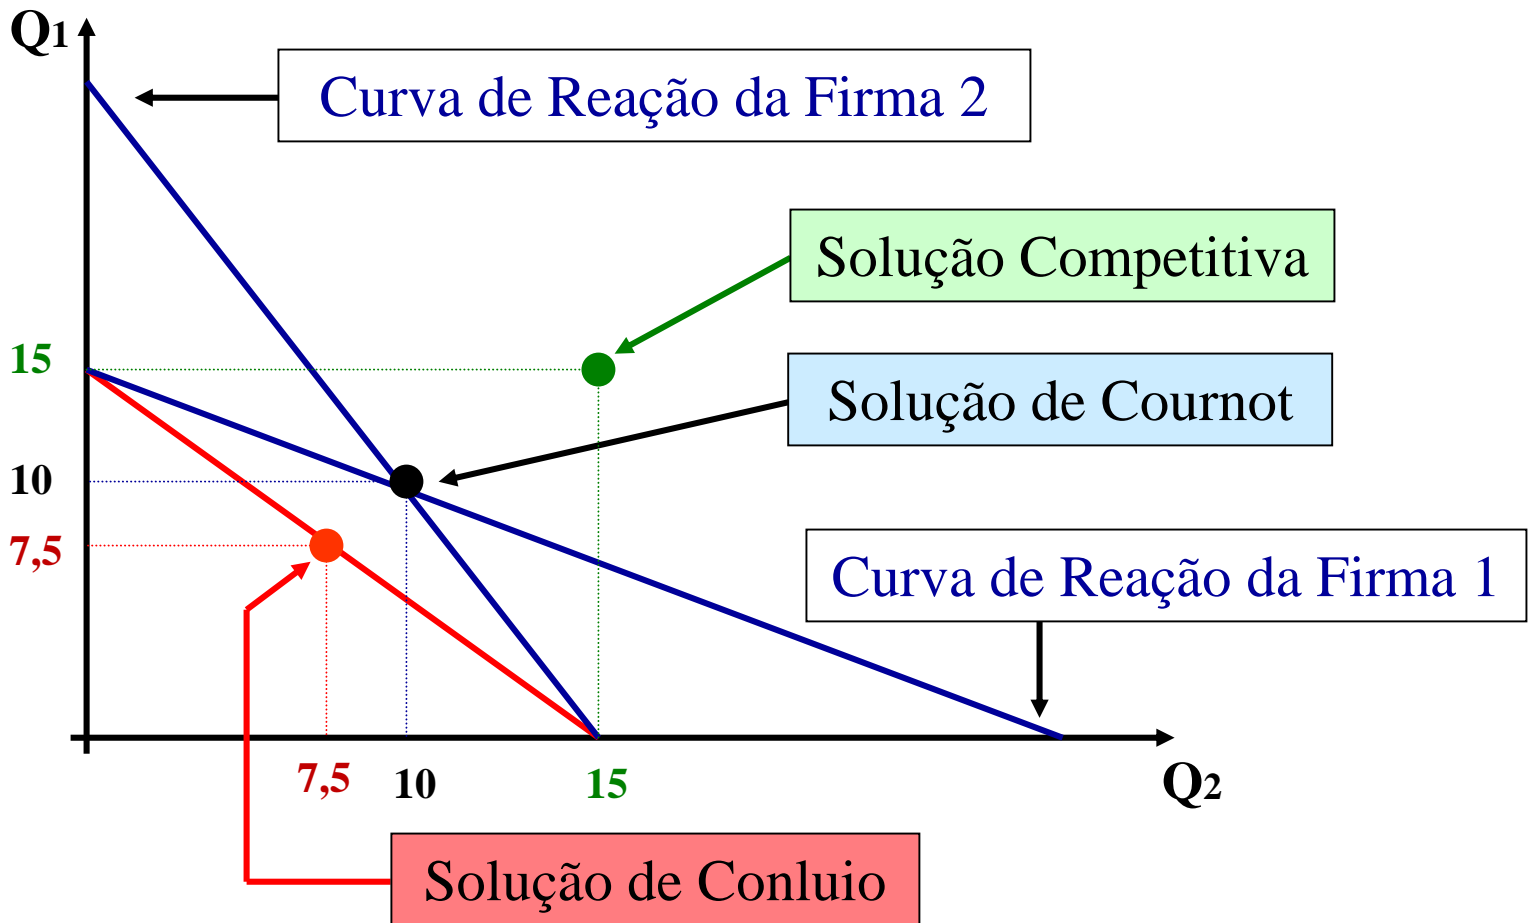 Q1
Curva de Reação da Firma 2
Solução Competitiva
15
Solução de Cournot
10
7,5
Curva de Reação da Firma 1
7,5
10
15
Q2
Solução de Conluio